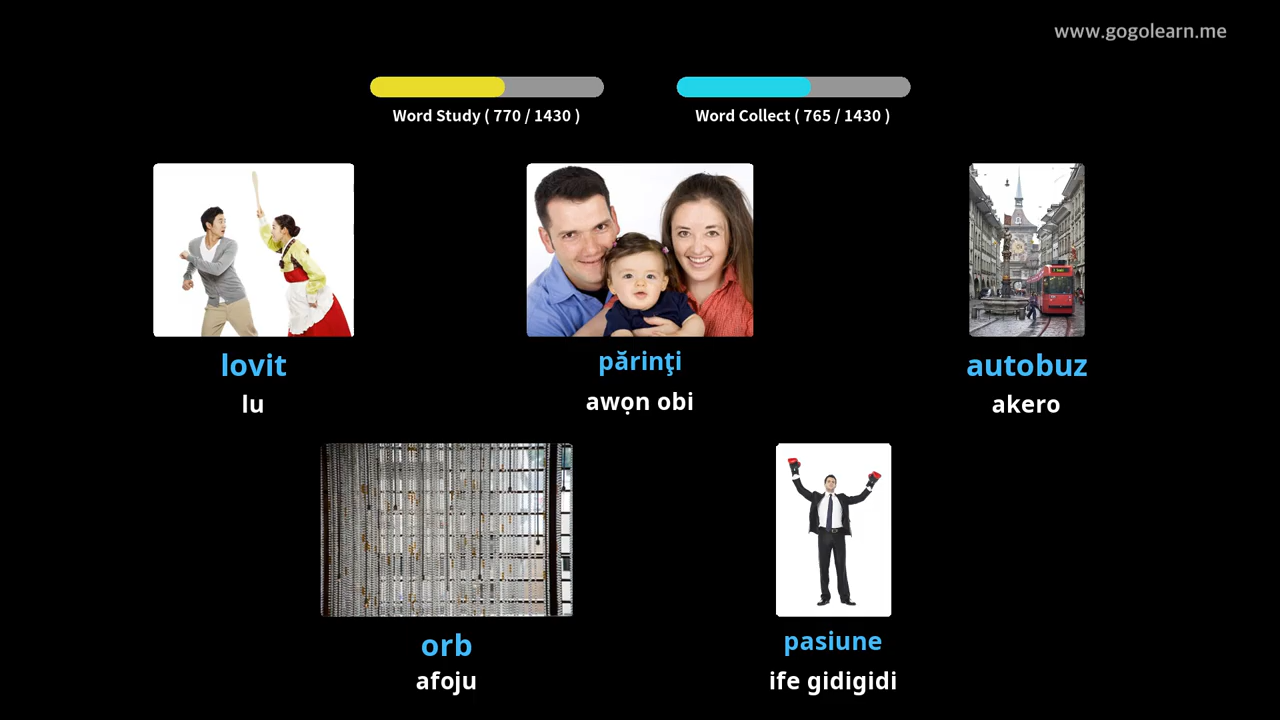 www.gogolearn.me
Word Study ( 770 / 1430 )
Word Collect ( 765 / 1430 )
lovit
părinţi
autobuz
lu
awọn obi
akero
orb
pasiune
afoju
ife gidigidi